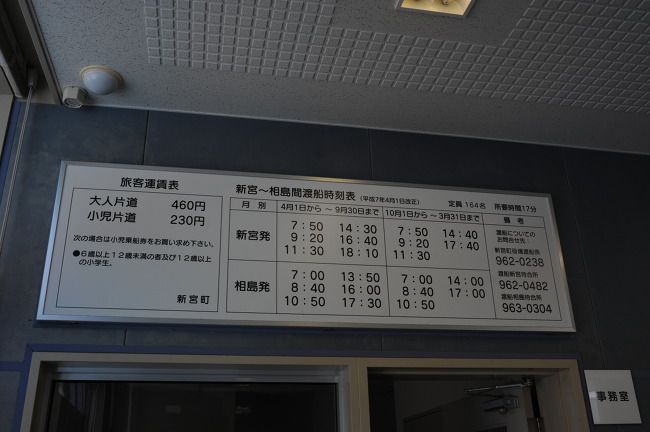 旅客運賃表
大人片道 460円
小児片道 230円
次の場合は小児乗船券をお買い求め下さい。
●6歳以上12歳未満の者及び12歳以上の小学生。
新宮町
新宮~相島間渡船時刻表 (平成7年4月1日改正) 定員 164名 所要時間17分
月別 4月1日から~9月30日まで 10月1日から~3月31日まで 備考
新宮発
7:50 14:30 7:50 14:40
9:20 16:40 9:20 17:40
11:30 18:10 11:30
相島発
7:00 13:50 7:00 14:00
8:40 16:00 8:40 17:00
10:50 17:30 10:50
渡船についての
お問合せ先:
新宮町役場渡船所
962-0238
渡船新宮待合所
962-0482
渡船相島待合所
963-0304
事務室